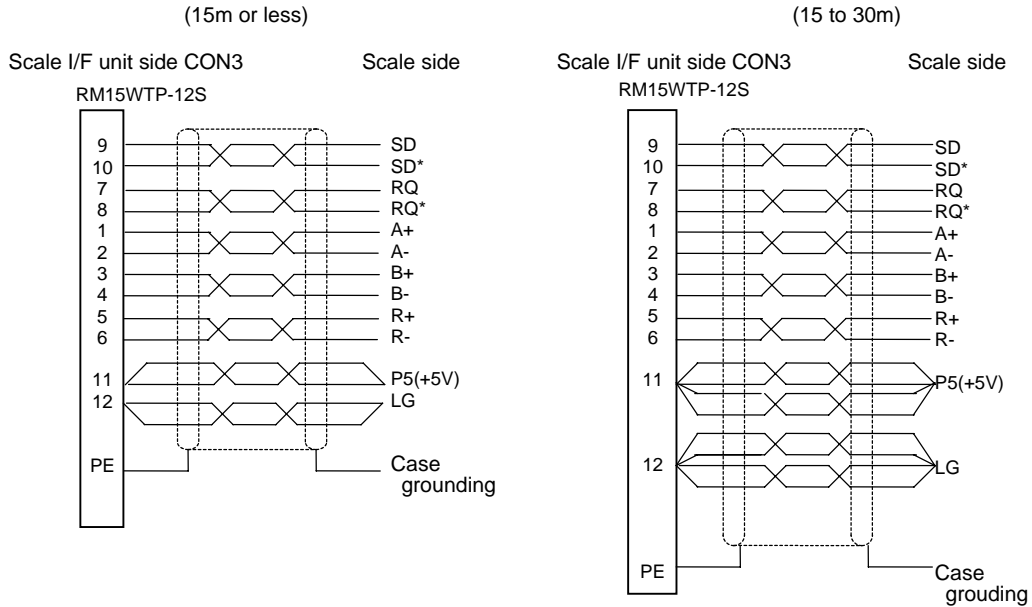 (15m or less)
Scale I/F unit side CON3 Scale side
RM15WTP-12S
9 SD
10 SD*
7 RQ
8 RQ*
1 A+
2 A-
3 B+
4 B-
5 R+
6 R-
11 P5(+5V)
12 LG
PE Case
grounding
(15 to 30m)
Scale I/F unit side CON3 Scale side
RM15WTP-12S
9 SD
10 SD*
7 RQ
8 RQ*
1 A+
2 A-
3 B+
4 B-
5 R+
6 R-
11 P5(+5V)
12 LG
PE Case
grouding